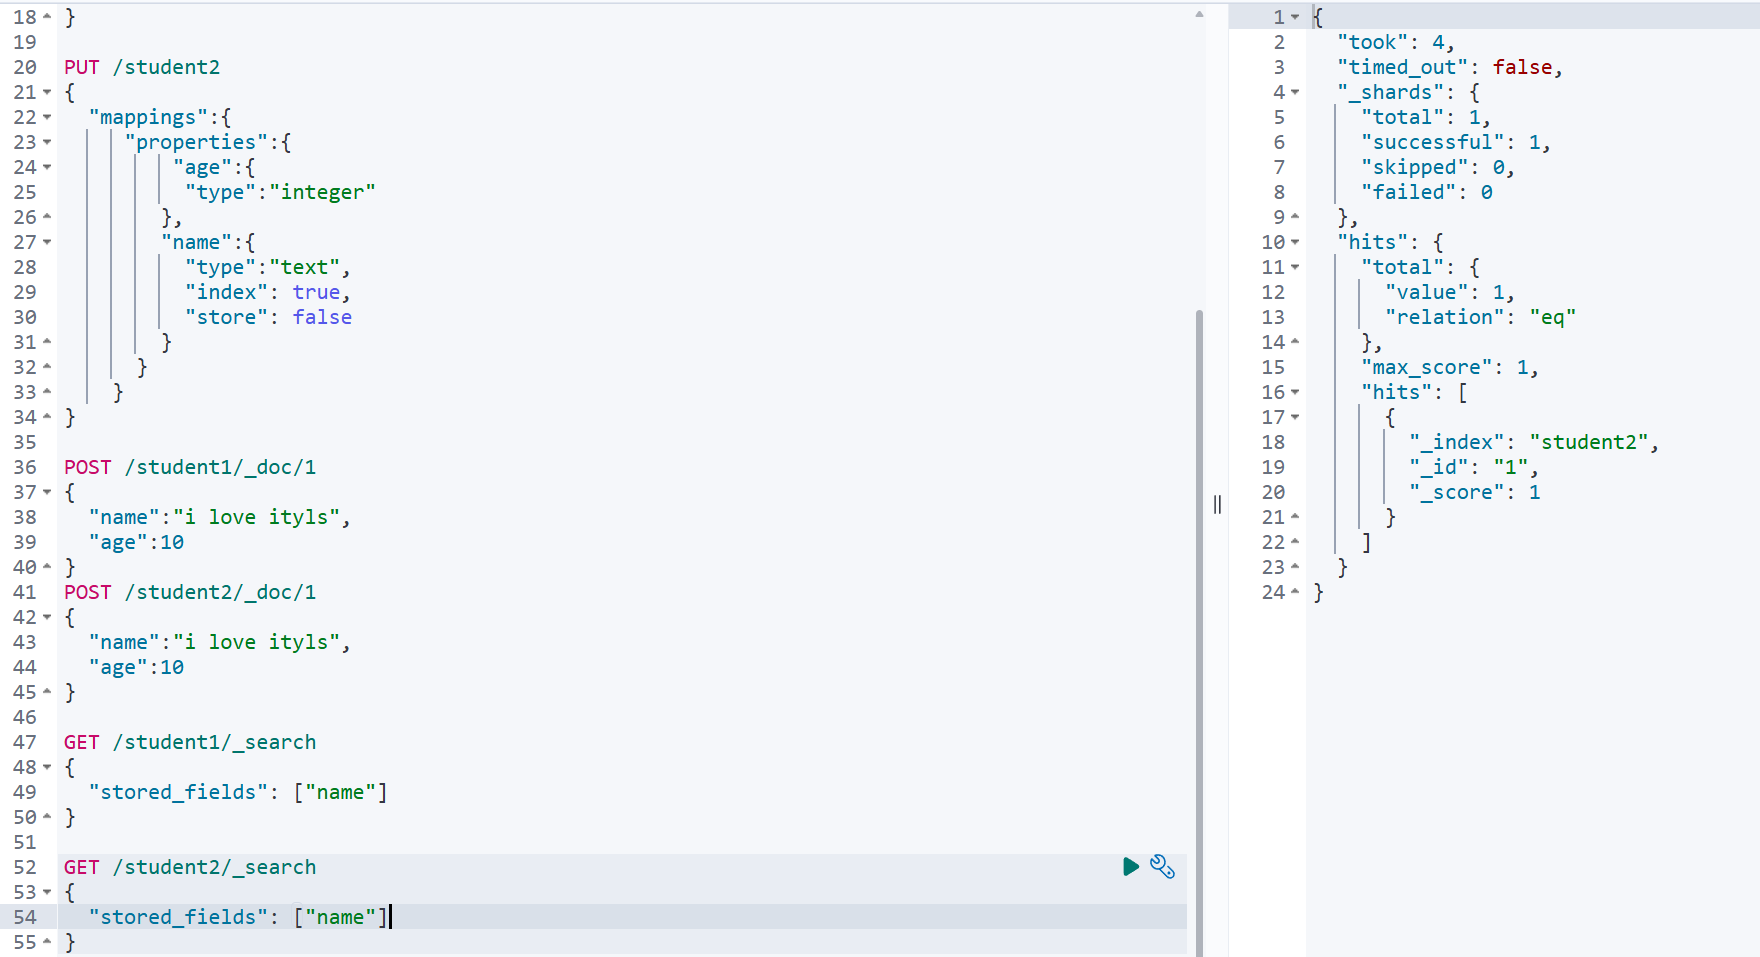 18 }
19
20 PUT /student2
21 {
22 "mappings":{
23 "properties":{
24 "age":{
25 "type":"integer"
26 },
27 "name":{
28 "type":"text",
29 "index": true,
30 "store": false
31 }
32 }
33 }
34 }
35
36 POST /student1/_doc/1
37 {
38 "name":"i love ityls",
39 "age":10
40 }
41 POST /student2/_doc/1
42 {
43 "name":"i love ityls",
44 "age":10
45 }
46
47 GET /student1/_search
48 {
49 "stored_fields": ["name"]
50 }
51
52 GET /student2/_search
53 {
54 "stored_fields": ["name"]
55 }
1 {
2 "took": 4,
3 "timed_out": false,
4 "_shards": {
5 "total": 1,
6 "successful": 1,
7 "skipped": 0,
8 "failed": 0
9 },
10 "hits": {
11 "total": {
12 "value": 1,
13 "relation": "eq"
14 },
15 "max_score": 1,
16 "hits": [
17 {
18 "_index": "student2",
19 "_id": "1",
20 "_score": 1
21 }
22 ]
23 }
24 }